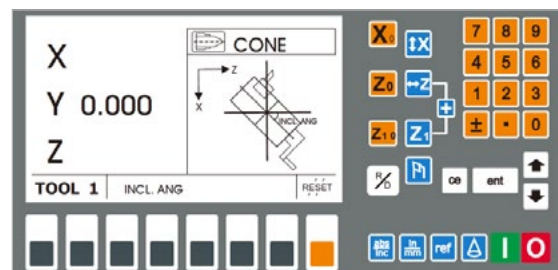 CONE
X
Y 0.000
Z
Z
X
INCL. ANG
TOOL 1
INCL. ANG
RESET
X0
X
7 8 9
4 5 6
Z0
Z
1 2 3
+
± . 0
Z10
Z1
R/D
ce
ent
abs/inc
in/mm
ref
I
O